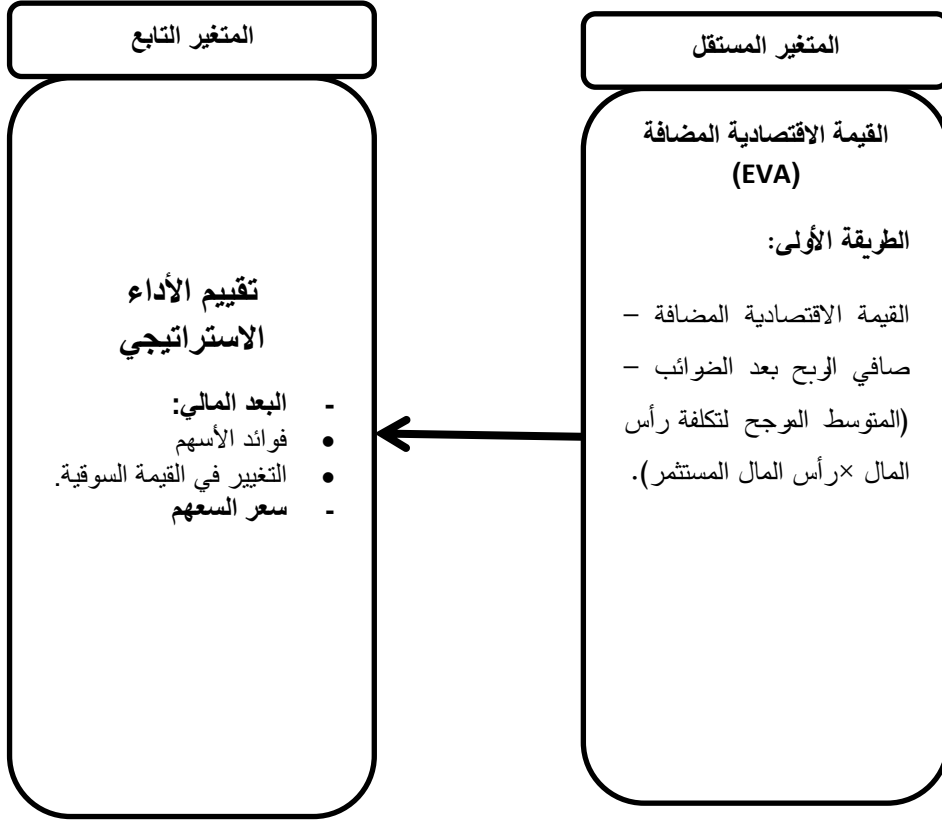 المتغير المستقل
القيمة الاقتصادية المضافة
(EVA)
الطريقة الأولى:
القيمة الاقتصادية المضافة –
صافي الربح بعد الضوائب –
(المتوسط الموجح لتكلفة رأس
المال ×رأس المال المستثمر).
المتغير التابع
تقييم الأداء
الاستراتيجي
- البعد المالي:
• فوائد الأسهم
• التغيير في القيمة السوقية.
- سعر السعهم